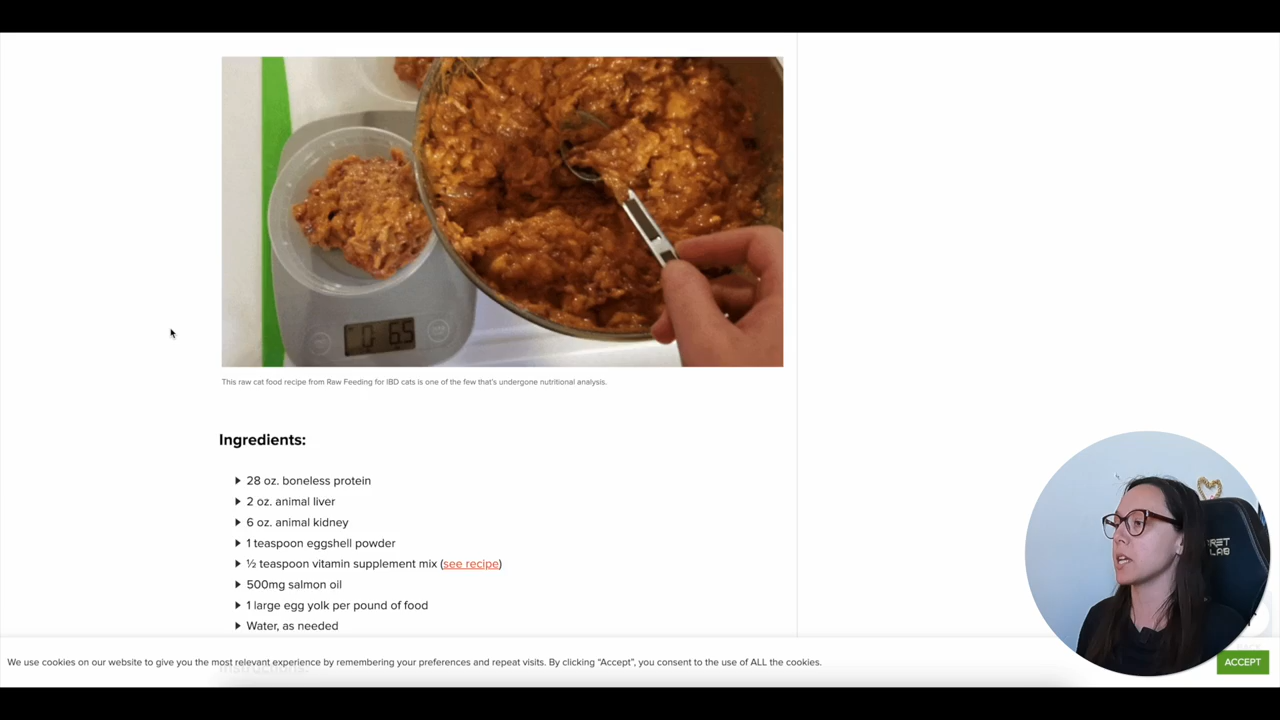 0 65
This raw cat food recipe from Raw Feeding for IBD cats is one of the few that's undergone nutritional analysis.
Ingredients:
28 oz. boneless protein
2 oz. animal liver
6 oz. animal kidney
1 teaspoon eggshell powder
½ teaspoon vitamin supplement mix (see recipe)
500mg salmon oil
1 large egg yolk per pound of food
Water, as needed
We use cookies on our website to give you the most relevant experience by remembering your preferences and repeat visits. By clicking “Accept”, you consent to the use of ALL the cookies.
ACCEPT